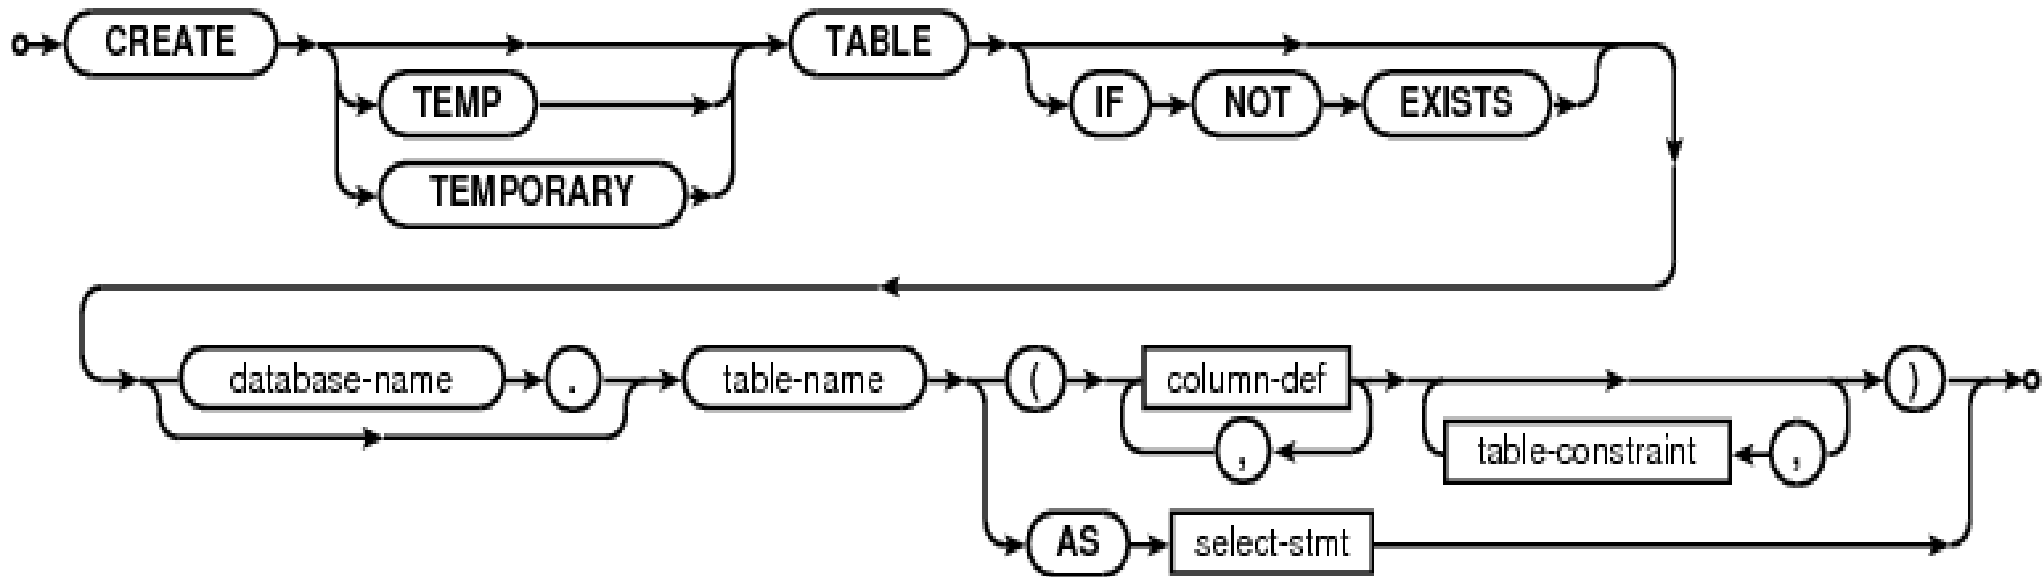 CREATE TABLE
TEMP IF NOT EXISTS
TEMPORARY
database-name . table-name ( column-def )
, table-constraint ,
AS select-stmt